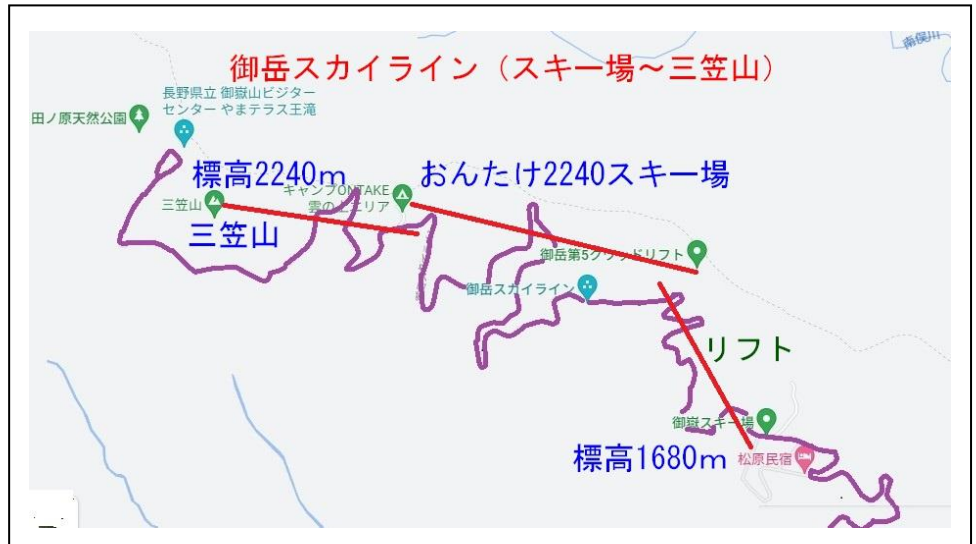 南俣川
御岳スカイライン（スキー場～三笠山）
長野県立 御嶽山ビジター
センター やまテラス王滝
田ノ原天然公園
標高2240m
おんたけ2240スキー場
キャンプONTAKE
雲の上エリア
三笠山
三笠山
御岳第5クワッドリフト
御岳スカイライン
リフト
御嶽スキー場
標高1680m
松原民宿